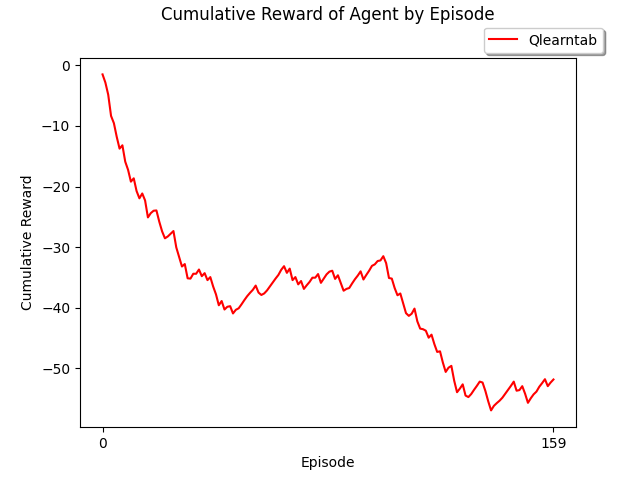 Cumulative Reward of Agent by Episode
Qlearntab
0
−10
−20
−30
−40
−50
Cumulative Reward
0
159
Episode